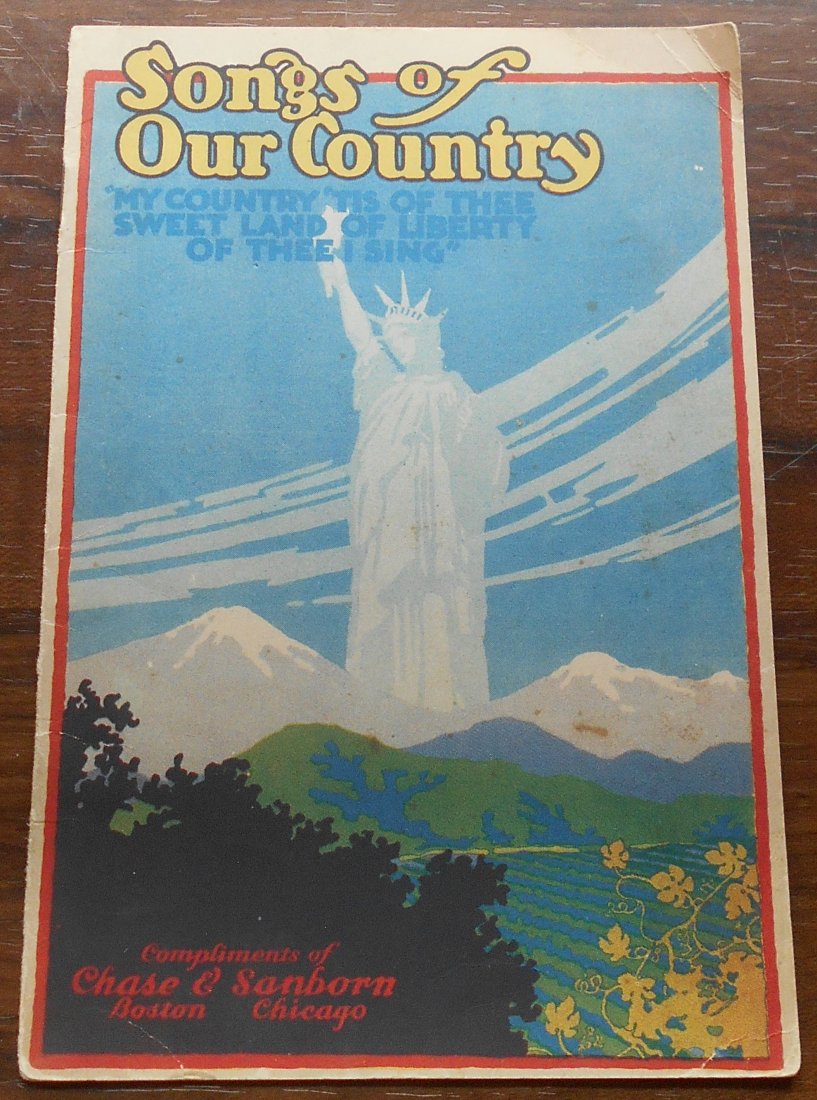 Songs of
Our Country
"MY COUNTRY 'TIS OF THEE
SWEET LAND OF LIBERTY
OF THEE I SING"
Compliments of
Chase & Sanborn
Boston Chicago